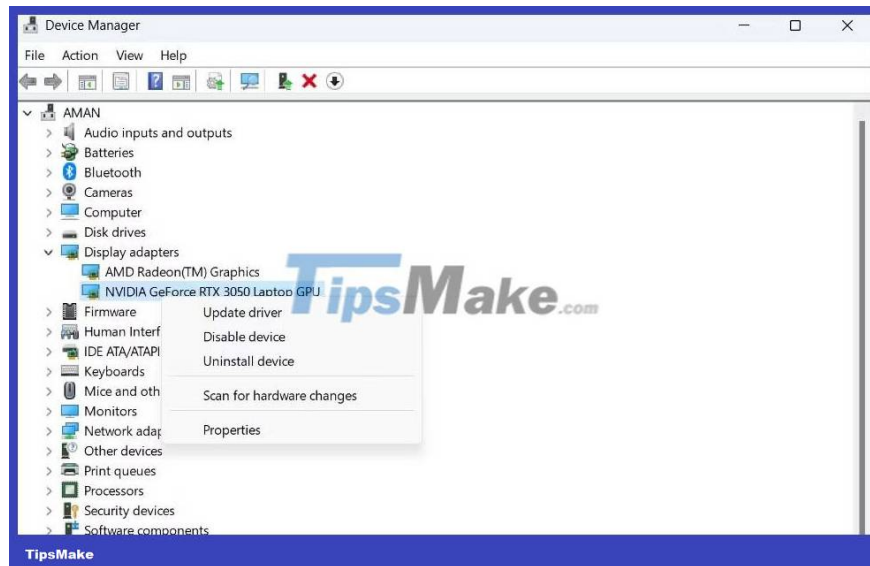 Device Manager
File Action View Help
AMAN
Audio inputs and outputs
Batteries
Bluetooth
Cameras
Computer
Disk drives
Display adapters
AMD Radeon(TM) Graphics
NVIDIA GeForce RTX 3050 Laptop GPU
Firmware
Update driver
Human Interf
Disable device
IDE ATA/ATAPI
Uninstall device
Keyboards
Mice and oth
Scan for hardware changes
Monitors
Network adap
Properties
Other devices
Print queues
Processors
Security devices
Software components
TipsMake.com
TipsMake